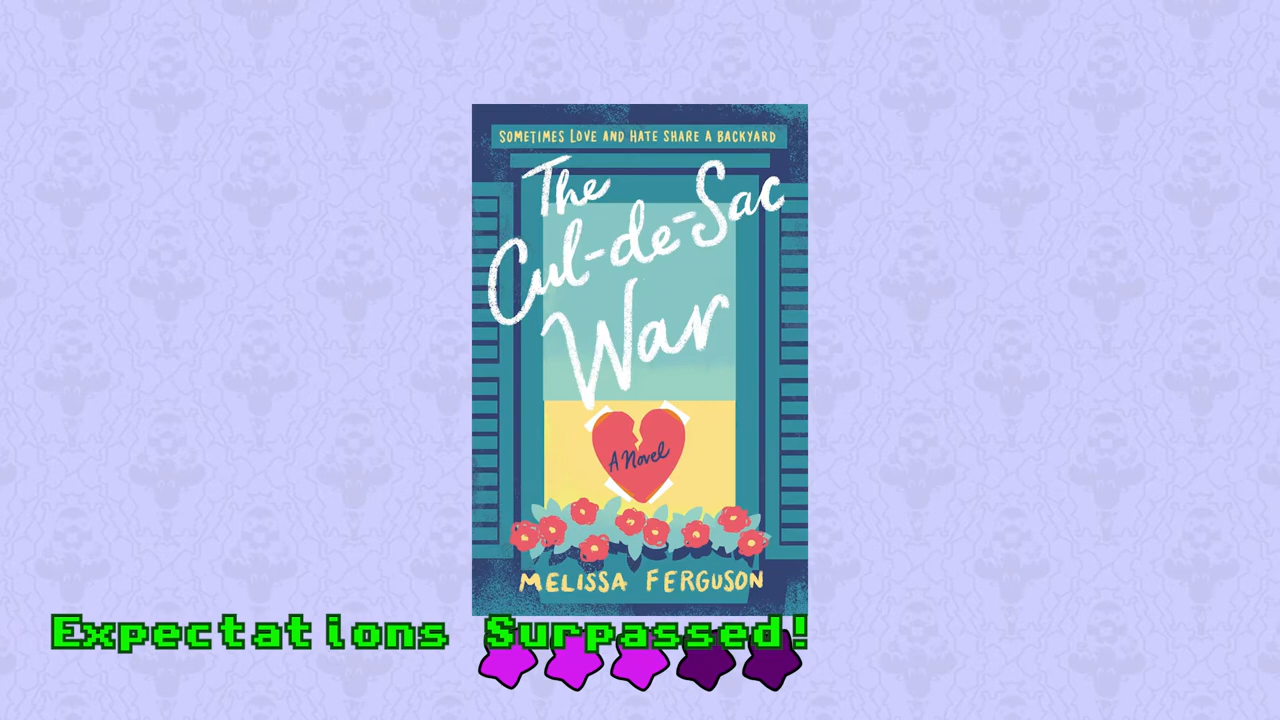 SOMETIMES LOVE AND HATE SHARE A BACKYARD
The
Cul-de-Sac
War
A Novel
MELISSA FERGUSON
Expectations Surpassed!